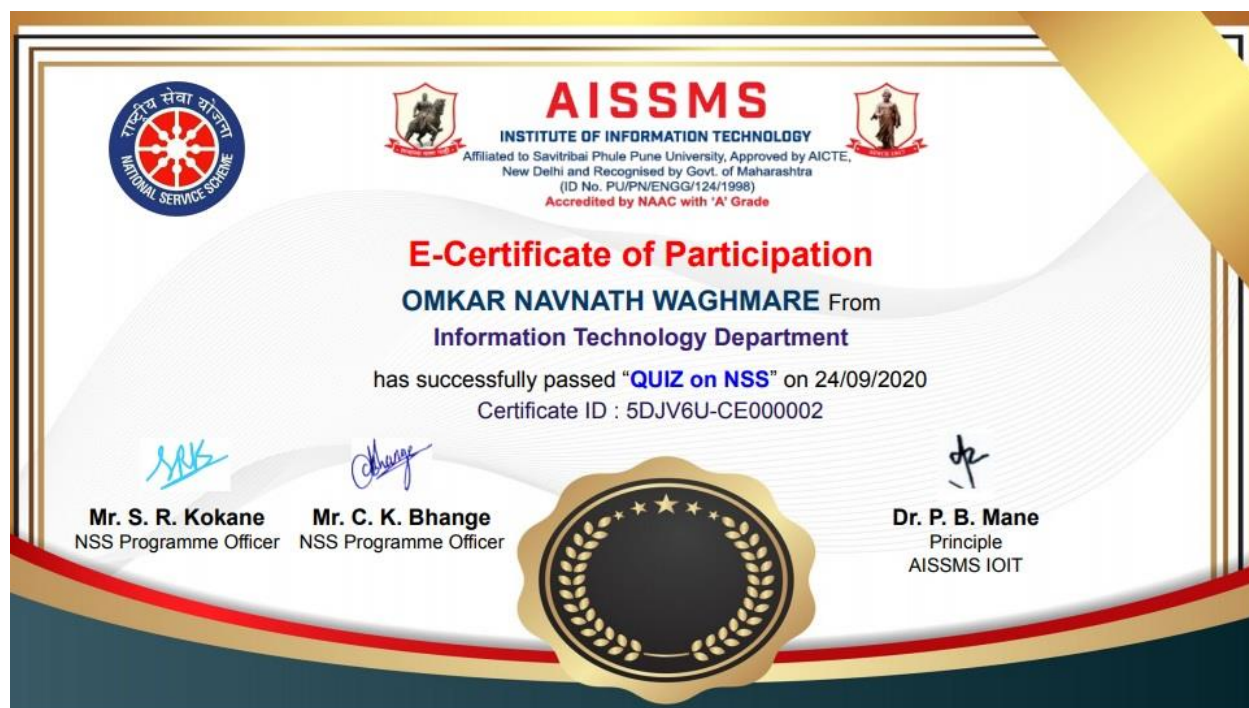 राष्ट्रीय सेवा योजना
NATIONAL SERVICE SCHEME
AISSMS
INSTITUTE OF INFORMATION TECHNOLOGY
Affiliated to Savitribai Phule Pune University, Approved by AICTE,
New Delhi and Recognised by Govt. of Maharashtra
(ID No. PU/PN/ENGG/124/1998)
Accredited by NAAC with 'A' Grade
E-Certificate of Participation
OMKAR NAVNATH WAGHMARE From
Information Technology Department
has successfully passed “QUIZ on NSS” on 24/09/2020
Certificate ID : 5DJV6U-CE000002
SRK
CKBhange
Mr. S. R. Kokane
NSS Programme Officer
Mr. C. K. Bhange
NSS Programme Officer
Dr. P. B. Mane
Principle
AISSMS IOIT